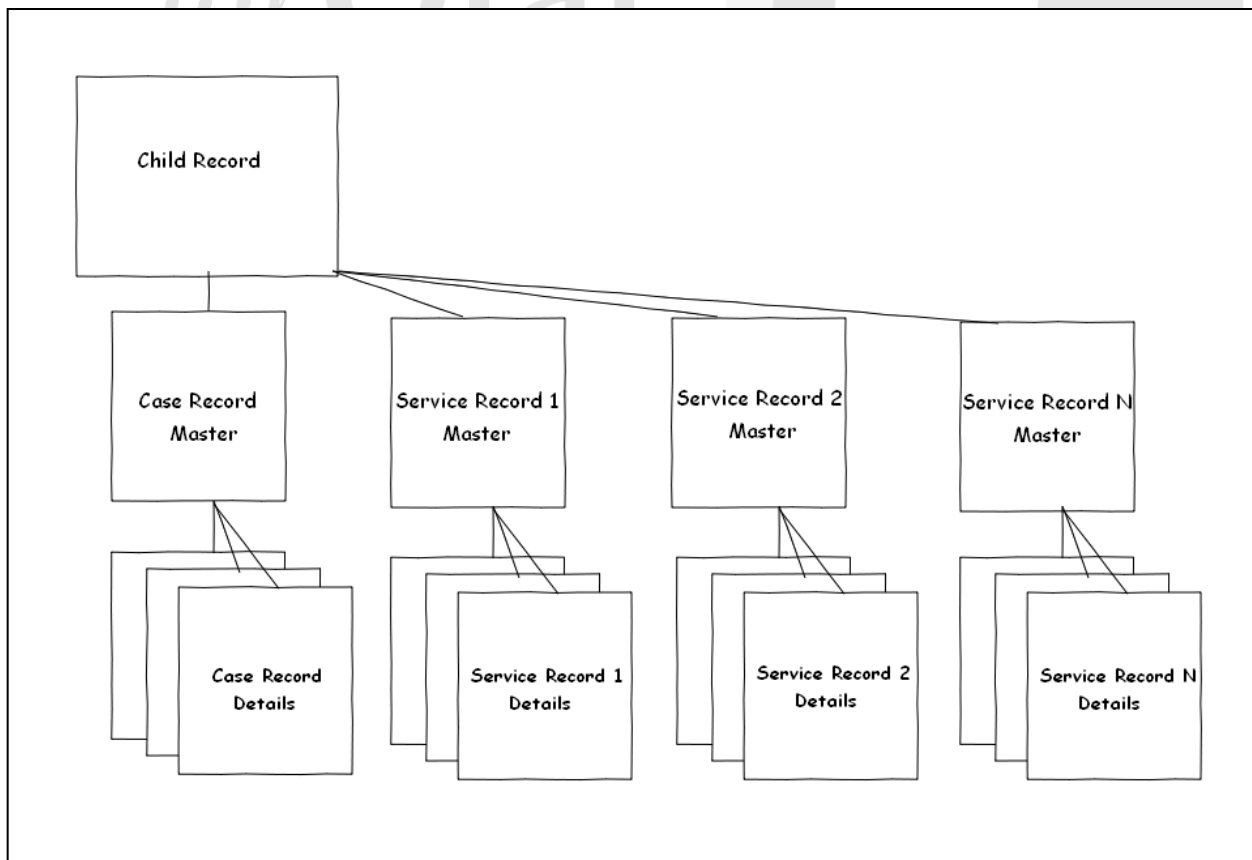 Child Record
Case Record
Master
Service Record 1
Master
Service Record 2
Master
Service Record N
Master
Case Record
Details
Service Record 1
Details
Service Record 2
Details
Service Record N
Details